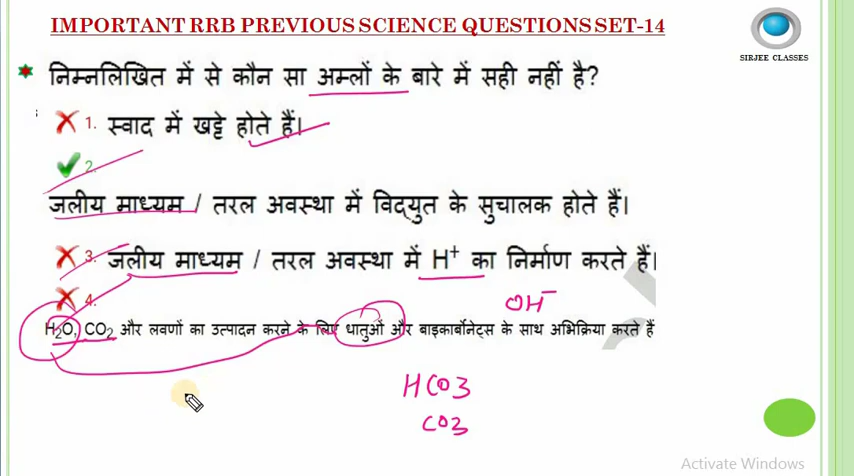 IMPORTANT RRB PREVIOUS SCIENCE QUESTIONS SET-14
SIRJEE CLASSES
निम्नलिखित में से कौन सा अम्लों के बारे में सही नहीं है?
1. स्वाद में खट्टे होते हैं।
2.
जलीय माध्यम / तरल अवस्था में विद्युत के सुचालक होते हैं।
3. जलीय माध्यम / तरल अवस्था में H⁺ का निर्माण करते हैं।
4.
OH⁻
H₂O, CO₂ और लवणों का उत्पादन करने के लिए धातुओं और बाइकार्बोनेट्स के साथ अभिक्रिया करते हैं
HCO3
CO3
Activate Windows